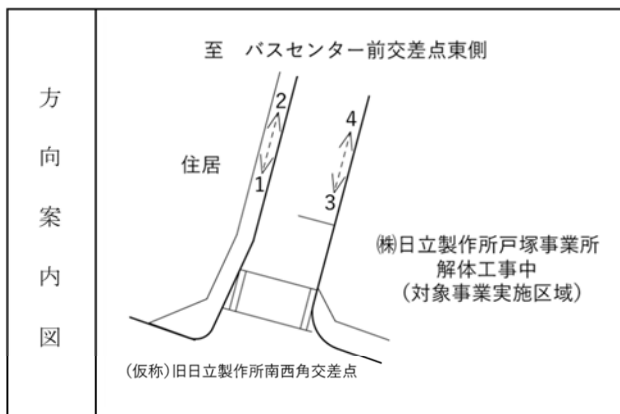 方向案内図
至 バスセンター前交差点東側
2
4
住居
1
3
㈱日立製作所戸塚事業所
解体工事中
(対象事業実施区域)
(仮称)旧日立製作所南西角交差点